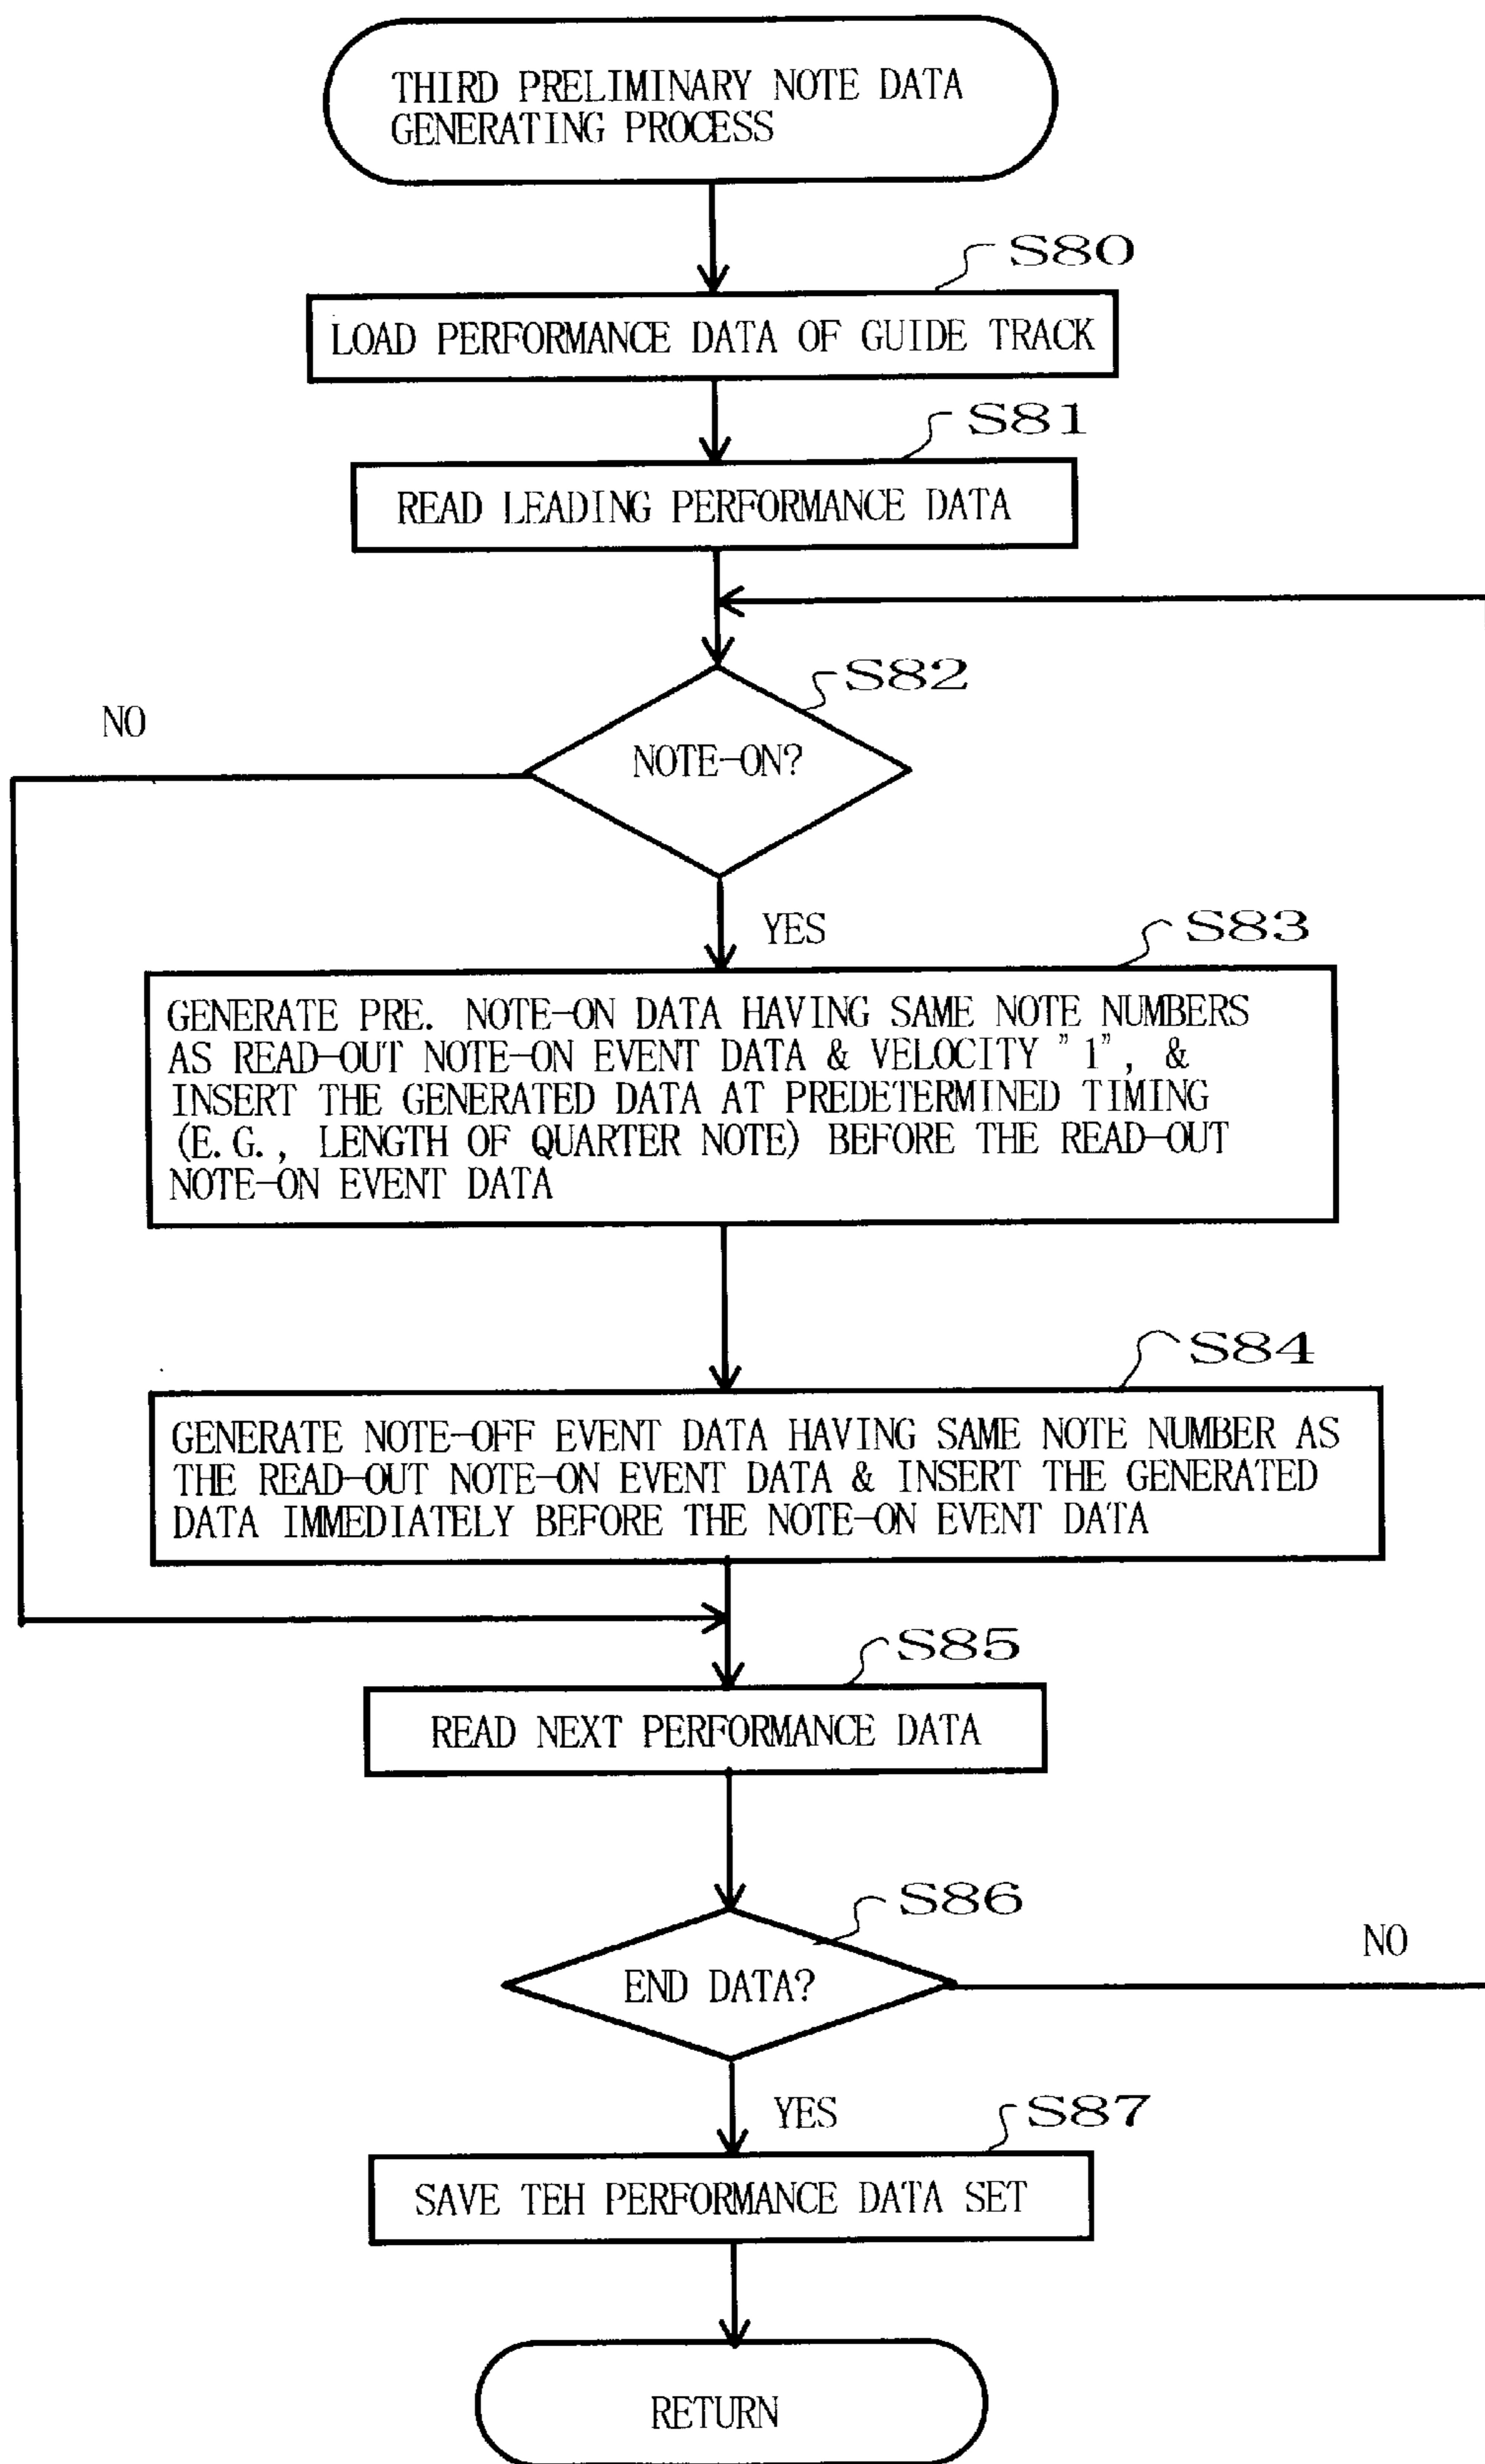 THIRD PRELIMINARY NOTE DATA
GENERATING PROCESS
S80
LOAD PERFORMANCE DATA OF GUIDE TRACK
S81
READ LEADING PERFORMANCE DATA
S82
NO
NOTE-ON?
YES
S83
GENERATE PRE. NOTE-ON DATA HAVING SAME NOTE NUMBERS
AS READ-OUT NOTE-ON EVENT DATA & VELOCITY "1", &
INSERT THE GENERATED DATA AT PREDETERMINED TIMING
(E.G., LENGTH OF QUARTER NOTE) BEFORE THE READ-OUT
NOTE-ON EVENT DATA
S84
GENERATE NOTE-OFF EVENT DATA HAVING SAME NOTE NUMBER AS
THE READ-OUT NOTE-ON EVENT DATA & INSERT THE GENERATED
DATA IMMEDIATELY BEFORE THE NOTE-ON EVENT DATA
S85
READ NEXT PERFORMANCE DATA
S86
NO
END DATA?
YES
S87
SAVE TEH PERFORMANCE DATA SET
RETURN